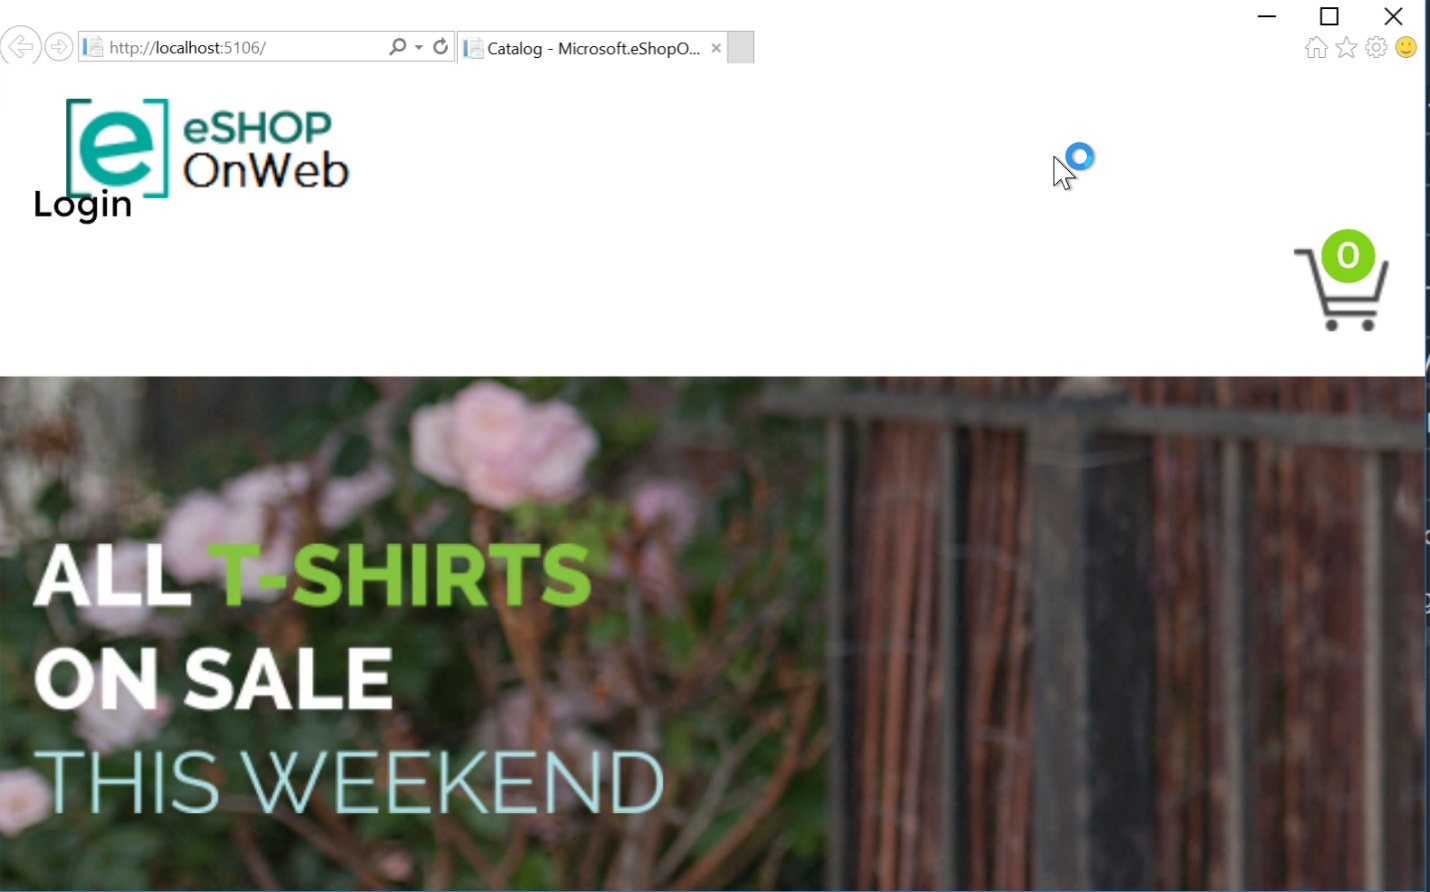 http://localhost:5106/
Catalog - Microsoft.eShopO...
eSHOP
OnWeb
Login
0
ALL T-SHIRTS
ON SALE
THIS WEEKEND